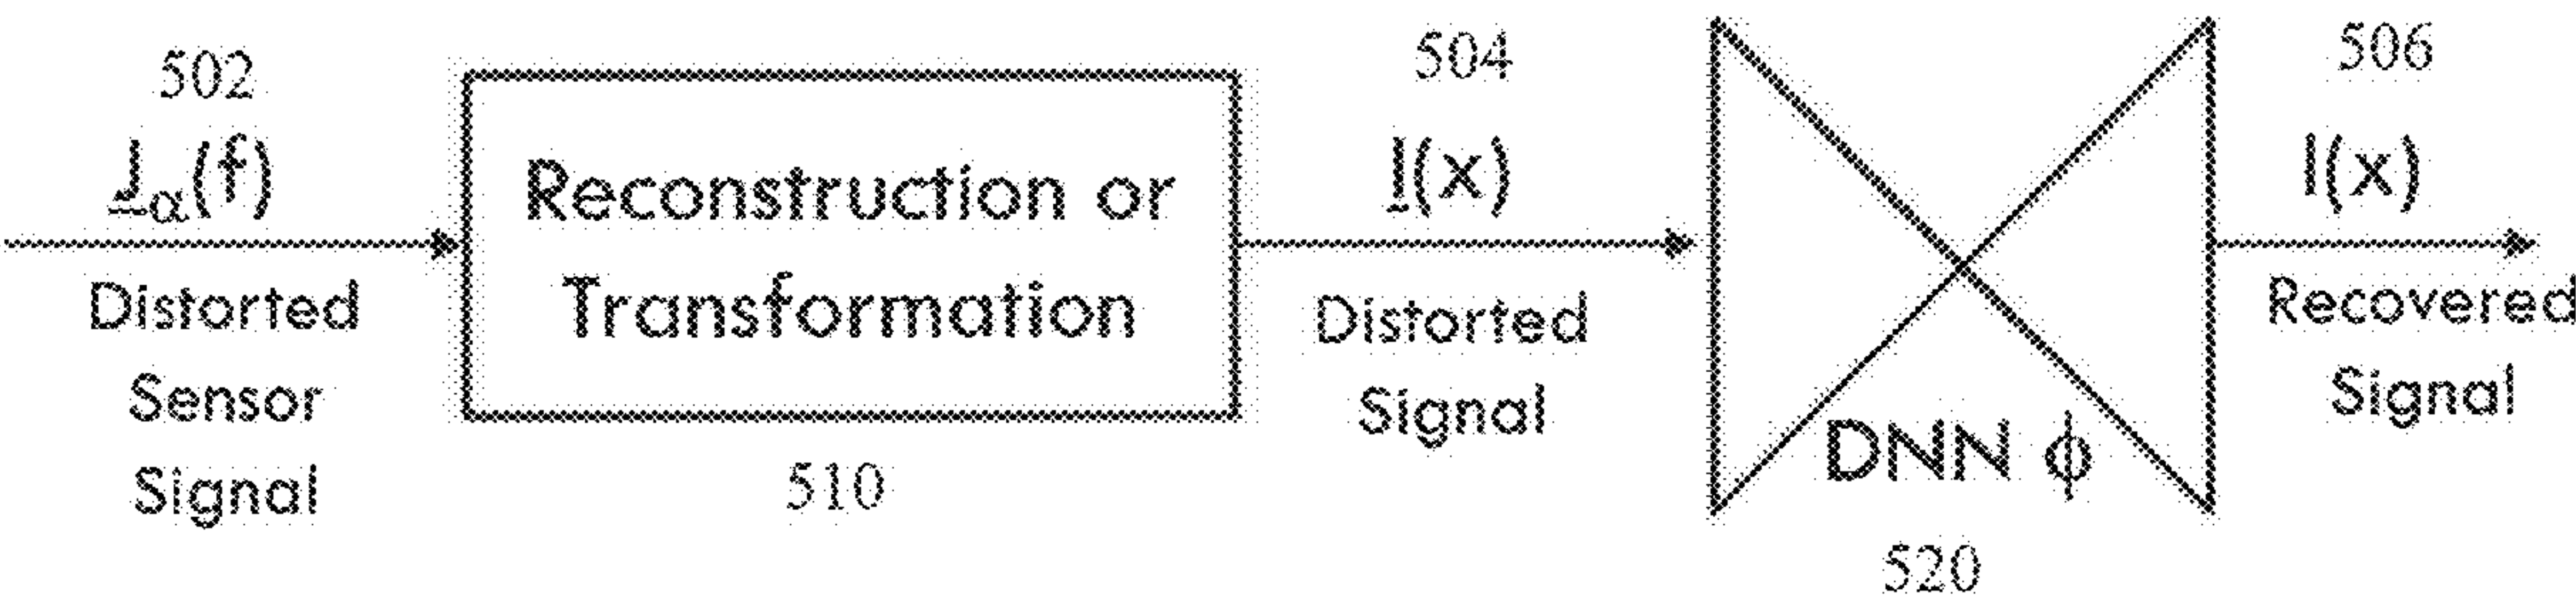 502
J̲α(f)
Distorted
Sensor
Signal
Reconstruction or
Transformation
510
504
I̲(x)
Distorted
Signal
DNN ϕ
520
506
I(x)
Recovered
Signal